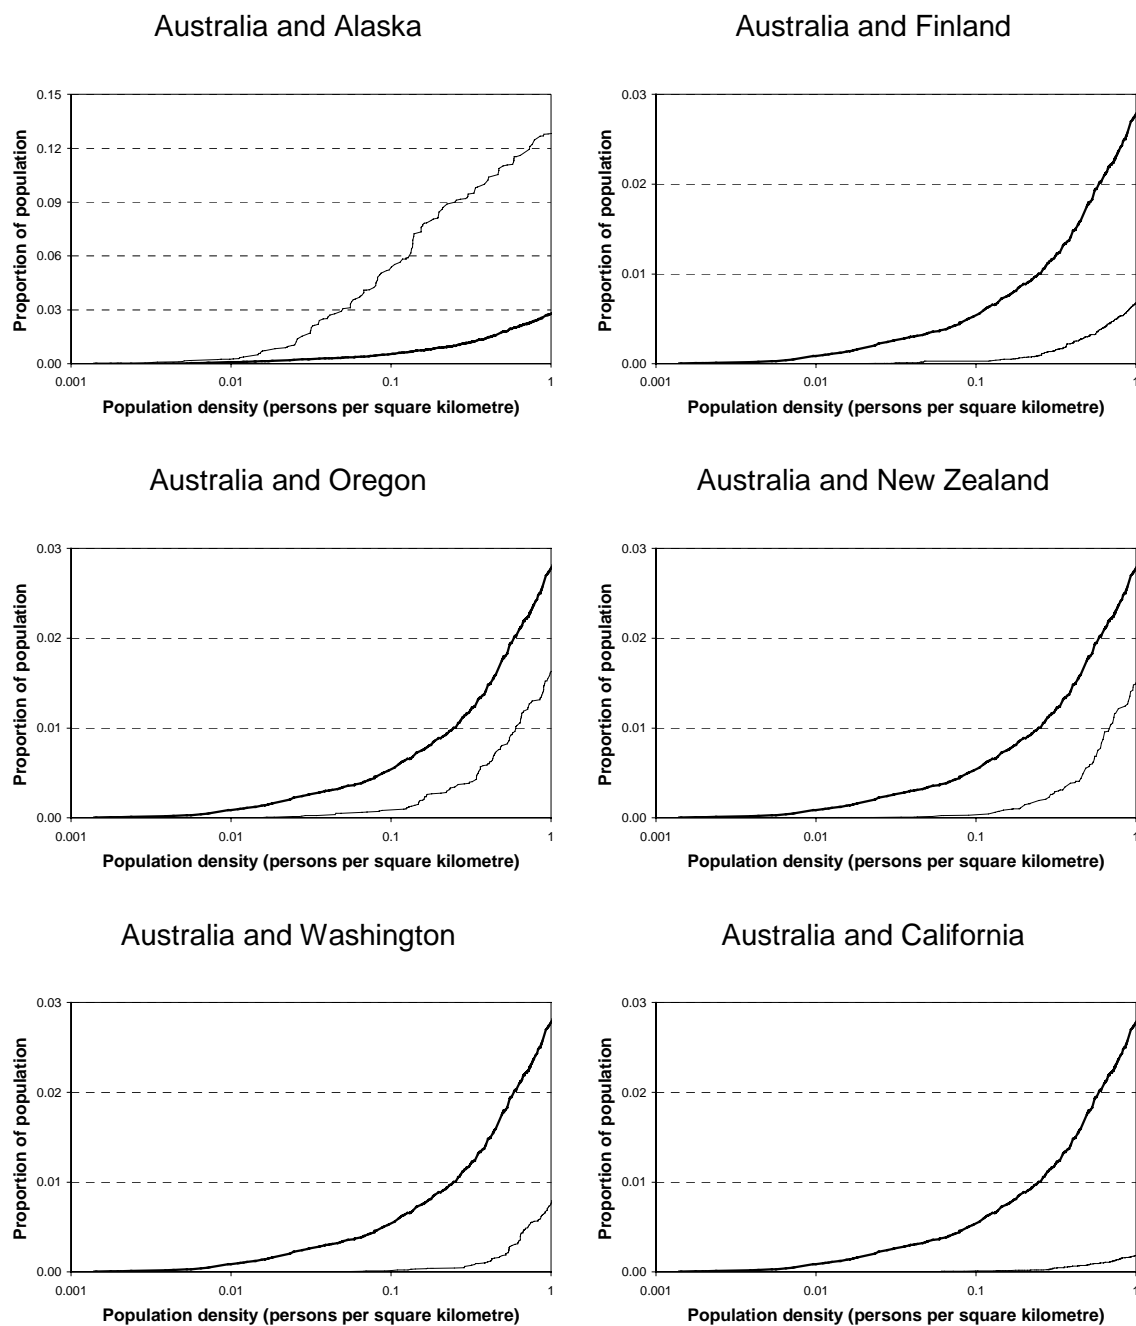 Australia and Alaska
Proportion of population
0.15
0.12
0.09
0.06
0.03
0.00
0.001 0.01 0.1 1
Population density (persons per square kilometre)
Australia and Finland
Proportion of population
0.03
0.02
0.01
0.00
0.001 0.01 0.1 1
Population density (persons per square kilometre)
Australia and Oregon
Proportion of population
0.03
0.02
0.01
0.00
0.001 0.01 0.1 1
Population density (persons per square kilometre)
Australia and New Zealand
Proportion of population
0.03
0.02
0.01
0.00
0.001 0.01 0.1 1
Population density (persons per square kilometre)
Australia and Washington
Proportion of population
0.03
0.02
0.01
0.00
0.001 0.01 0.1 1
Population density (persons per square kilometre)
Australia and California
Proportion of population
0.03
0.02
0.01
0.00
0.001 0.01 0.1 1
Population density (persons per square kilometre)